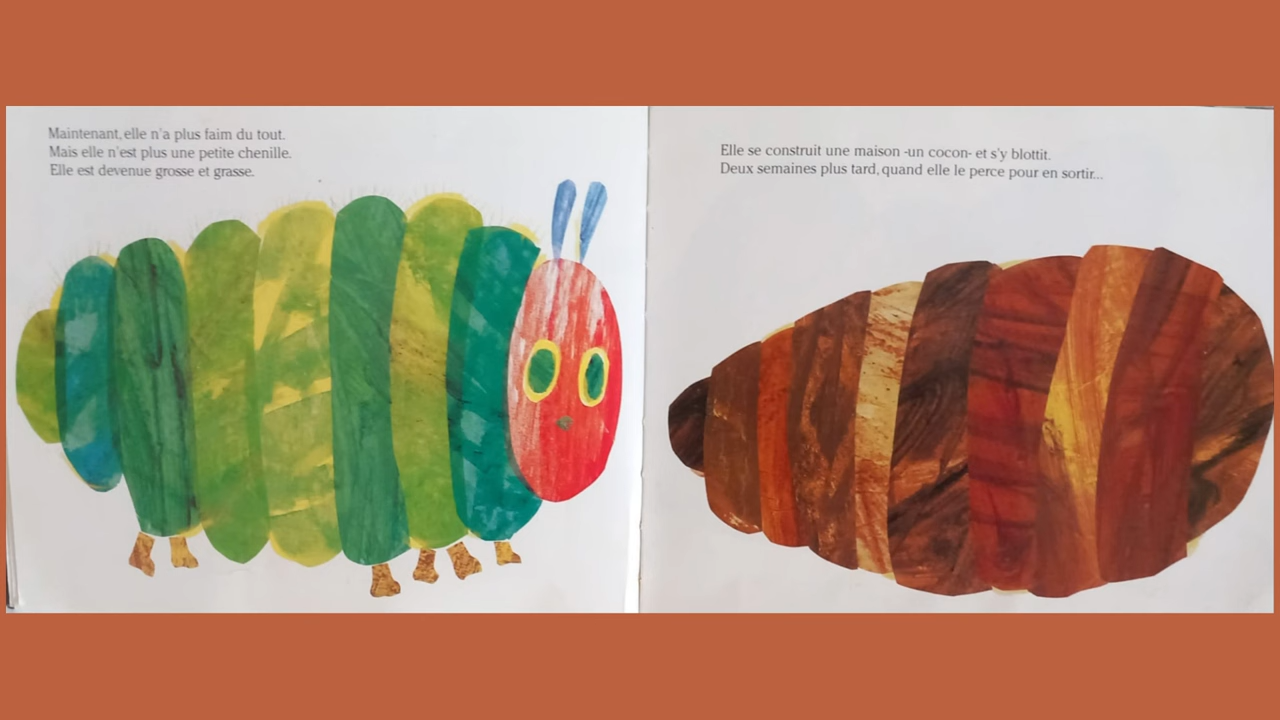 Maintenant, elle n'a plus faim du tout.
Mais elle n'est plus une petite chenille.
Elle est devenue grosse et grasse.
Elle se construit une maison -un cocon- et s'y blottit.
Deux semaines plus tard, quand elle le perce pour en sortir...